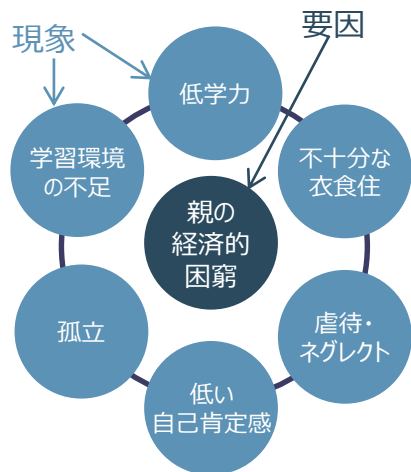 現象
要因
低学力
学習環境
の不足
不十分な
衣食住
親の
経済的
困窮
孤立
虐待・
ネグレクト
低い
自己肯定感